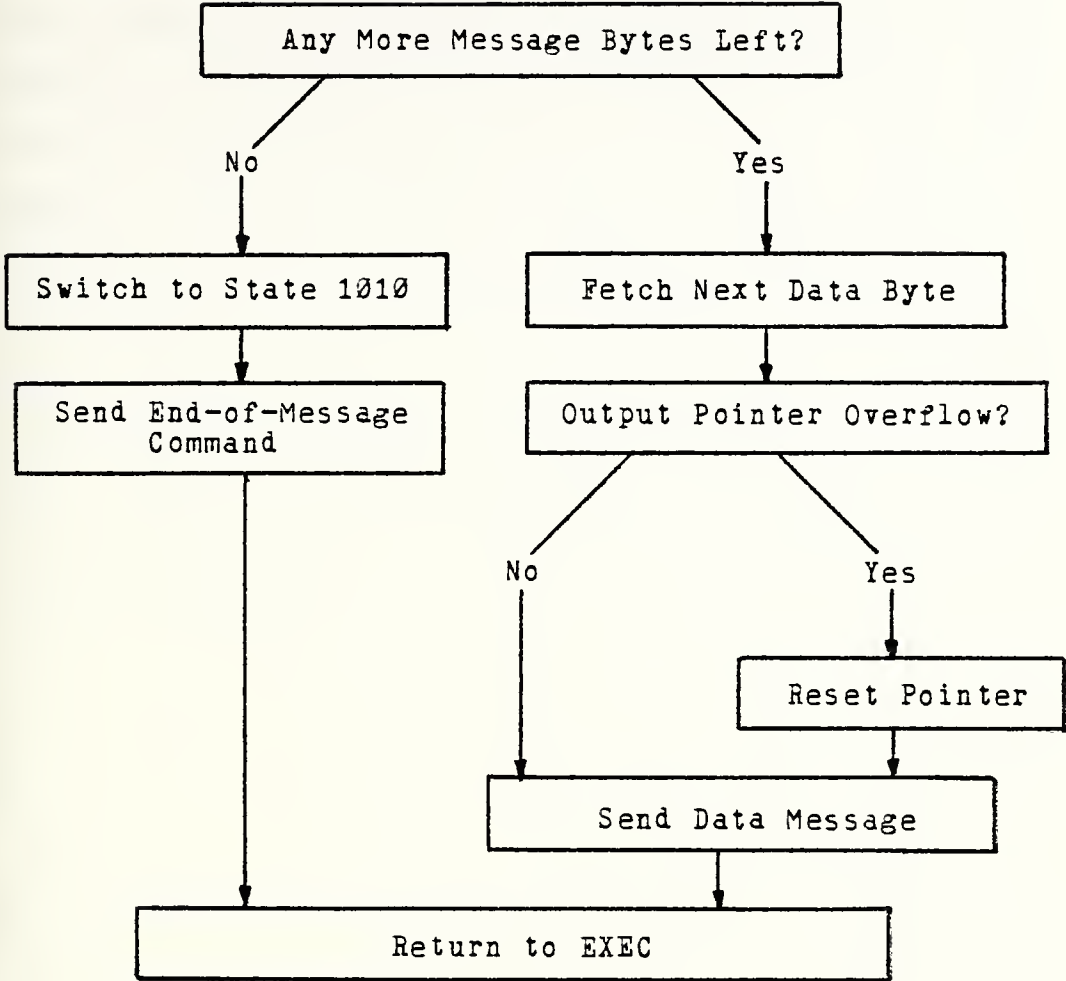 Any More Message Bytes Left?
No
Yes
Switch to State 1010
Fetch Next Data Byte
Send End-of-Message
Command
Output Pointer Overflow?
No
Yes
Reset Pointer
Send Data Message
Return to EXEC